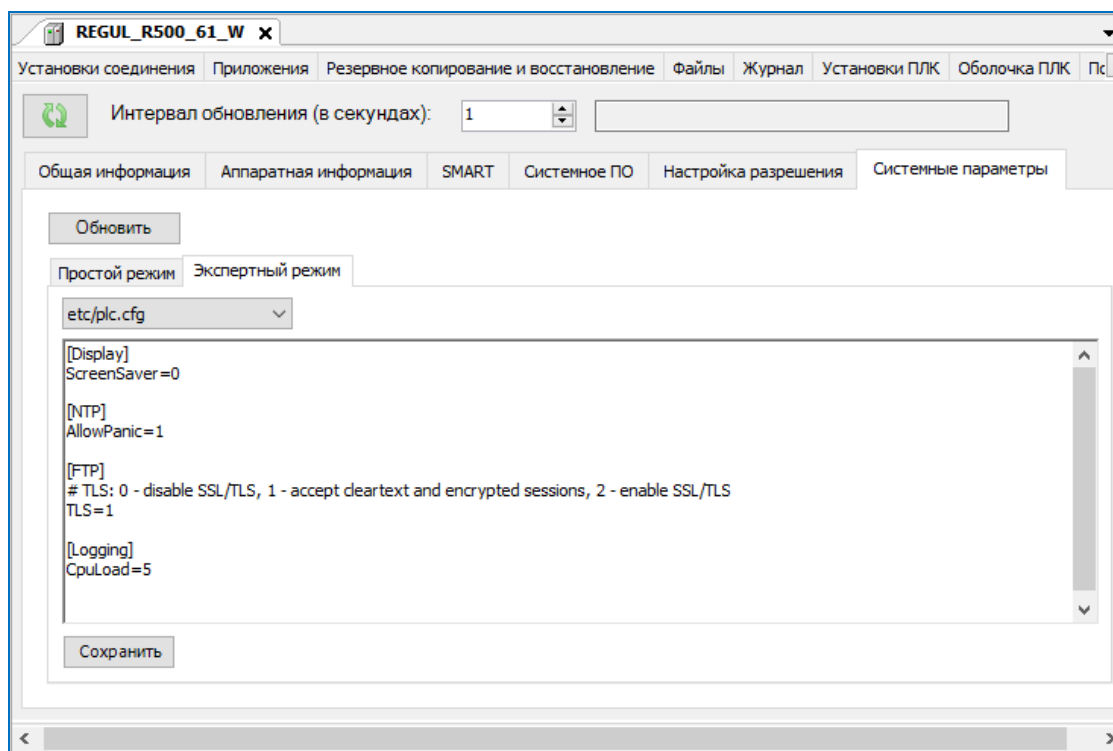 REGUL_R500_61_W
Установки соединения Приложения Резервное копирование и восстановление Файлы Журнал Установки ПЛК Оболочка ПЛК
Интервал обновления (в секундах): 1
Общая информация Аппаратная информация SMART Системное ПО Настройка разрешения Системные параметры
Обновить
Простой режим Экспертный режим
etc/plc.cfg
[Display]
ScreenSaver=0
[NTP]
AllowPanic=1
[FTP]
# TLS: 0 - disable SSL/TLS, 1 - accept cleartext and encrypted sessions, 2 - enable SSL/TLS
TLS=1
[Logging]
CpuLoad=5
Сохранить